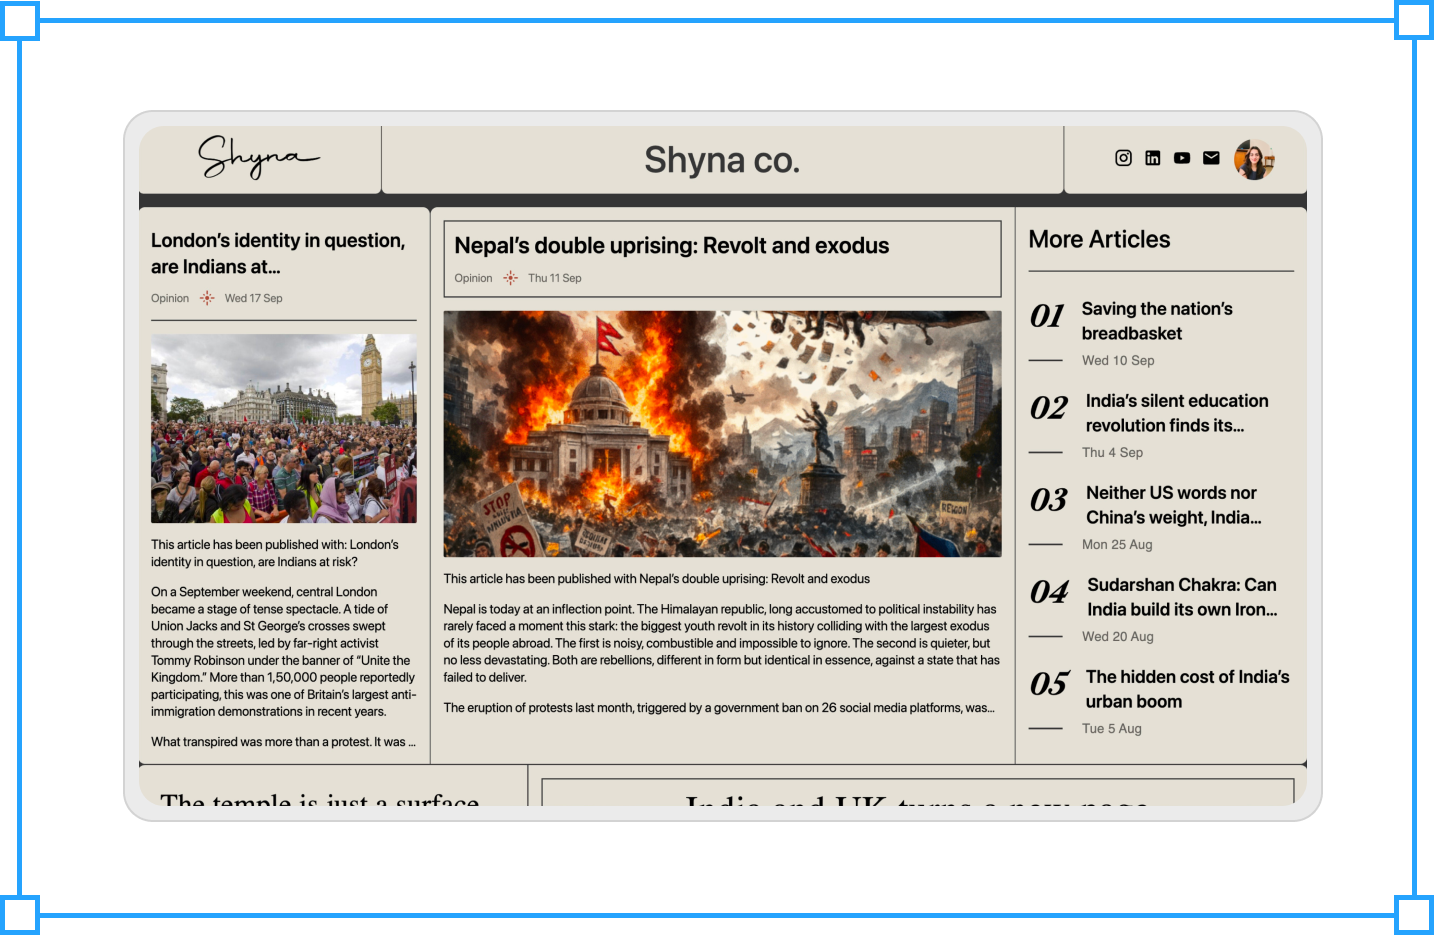 Shyna
Shyna co.
London’s identity in question,
are Indians at...
Opinion
Wed 17 Sep
This article has been published with: London’s
identity in question, are Indians at risk?
On a September weekend, central London
became a stage of tense spectacle. A tide of
Union Jacks and St George’s crosses swept
through the streets, led by far-right activist
Tommy Robinson under the banner of “Unite the
Kingdom.” More than 1,50,000 people reportedly
participating, this was one of Britain’s largest anti-
immigration demonstrations in recent years.
What transpired was more than a protest. It was ...
Nepal’s double uprising: Revolt and exodus
Opinion
Thu 11 Sep
STOP
This article has been published with Nepal’s double uprising: Revolt and exodus
Nepal is today at an inflection point. The Himalayan republic, long accustomed to political instability has
rarely faced a moment this stark: the biggest youth revolt in its history colliding with the largest exodus
of its people abroad. The first is noisy, combustible and impossible to ignore. The second is quieter, but
no less devastating. Both are rebellions, different in form but identical in essence, against a state that has
failed to deliver.
The eruption of protests last month, triggered by a government ban on 26 social media platforms, was...
More Articles
01 Saving the nation’s
breadbasket
Wed 10 Sep
02 India’s silent education
revolution finds its...
Thu 4 Sep
03 Neither US words nor
China’s weight, India...
Mon 25 Aug
04 Sudarshan Chakra: Can
India build its own Iron...
Wed 20 Aug
05 The hidden cost of India’s
urban boom
Tue 5 Aug
The temple is just a surface
India and UK turns a new page